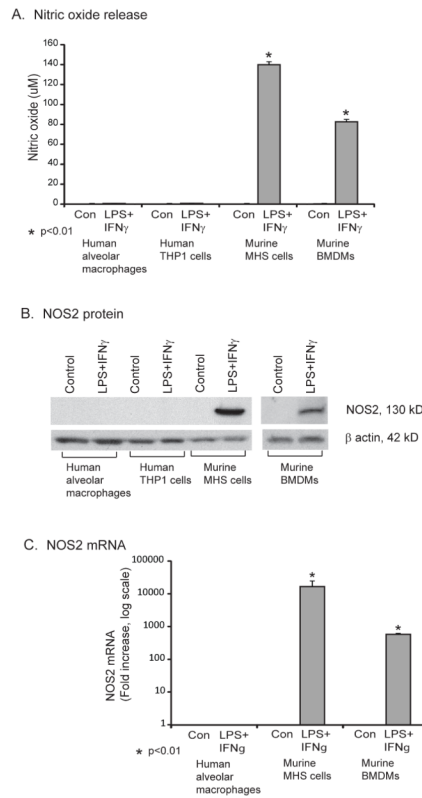 A. Nitric oxide release
Nitric oxide (uM)
160
140
120
100
80
60
40
20
0
Con LPS+ IFNγ Con LPS+ IFNγ Con LPS+ IFNγ Con LPS+ IFNγ
* p<0.01
*
*
Human alveolar macrophages
Human THP1 cells
Murine MHS cells
Murine BMDMs
B. NOS2 protein
Control
LPS+IFNγ
Control
LPS+IFNγ
Control
LPS+IFNγ
Control
LPS+IFNγ
NOS2, 130 kD
β actin, 42 kD
Human alveolar macrophages
Human THP1 cells
Murine MHS cells
Murine BMDMs
C. NOS2 mRNA
NOS2 mRNA
(Fold increase, log scale)
100000
10000
1000
100
10
1
*
*
Con LPS+ IFNg Con LPS+ IFNg Con LPS+ IFNg
* p<0.01
Human alveolar macrophages
Murine MHS cells
Murine BMDMs